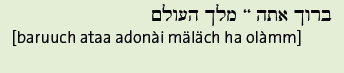 ברוך אתה ײ מלך העולם
[baruuch ataa adonài mäläch ha olàmm]